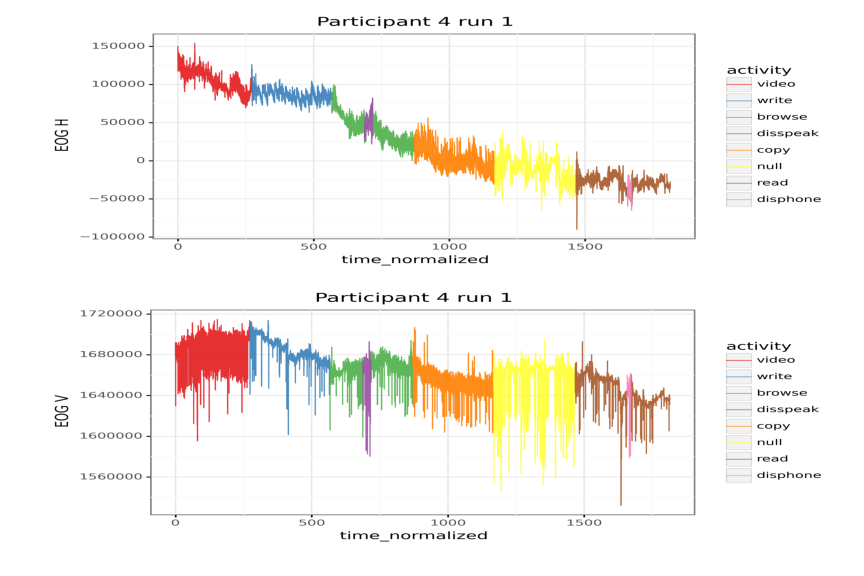 Participant 4 run 1
150000
100000
50000
0
−50000
−100000
EOG H
0 500 1000 1500
time_normalized
activity
video
write
browse
disspeak
copy
null
read
disphone
Participant 4 run 1
1720000
1680000
1640000
1600000
1560000
EOG V
0 500 1000 1500
time_normalized
activity
video
write
browse
disspeak
copy
null
read
disphone